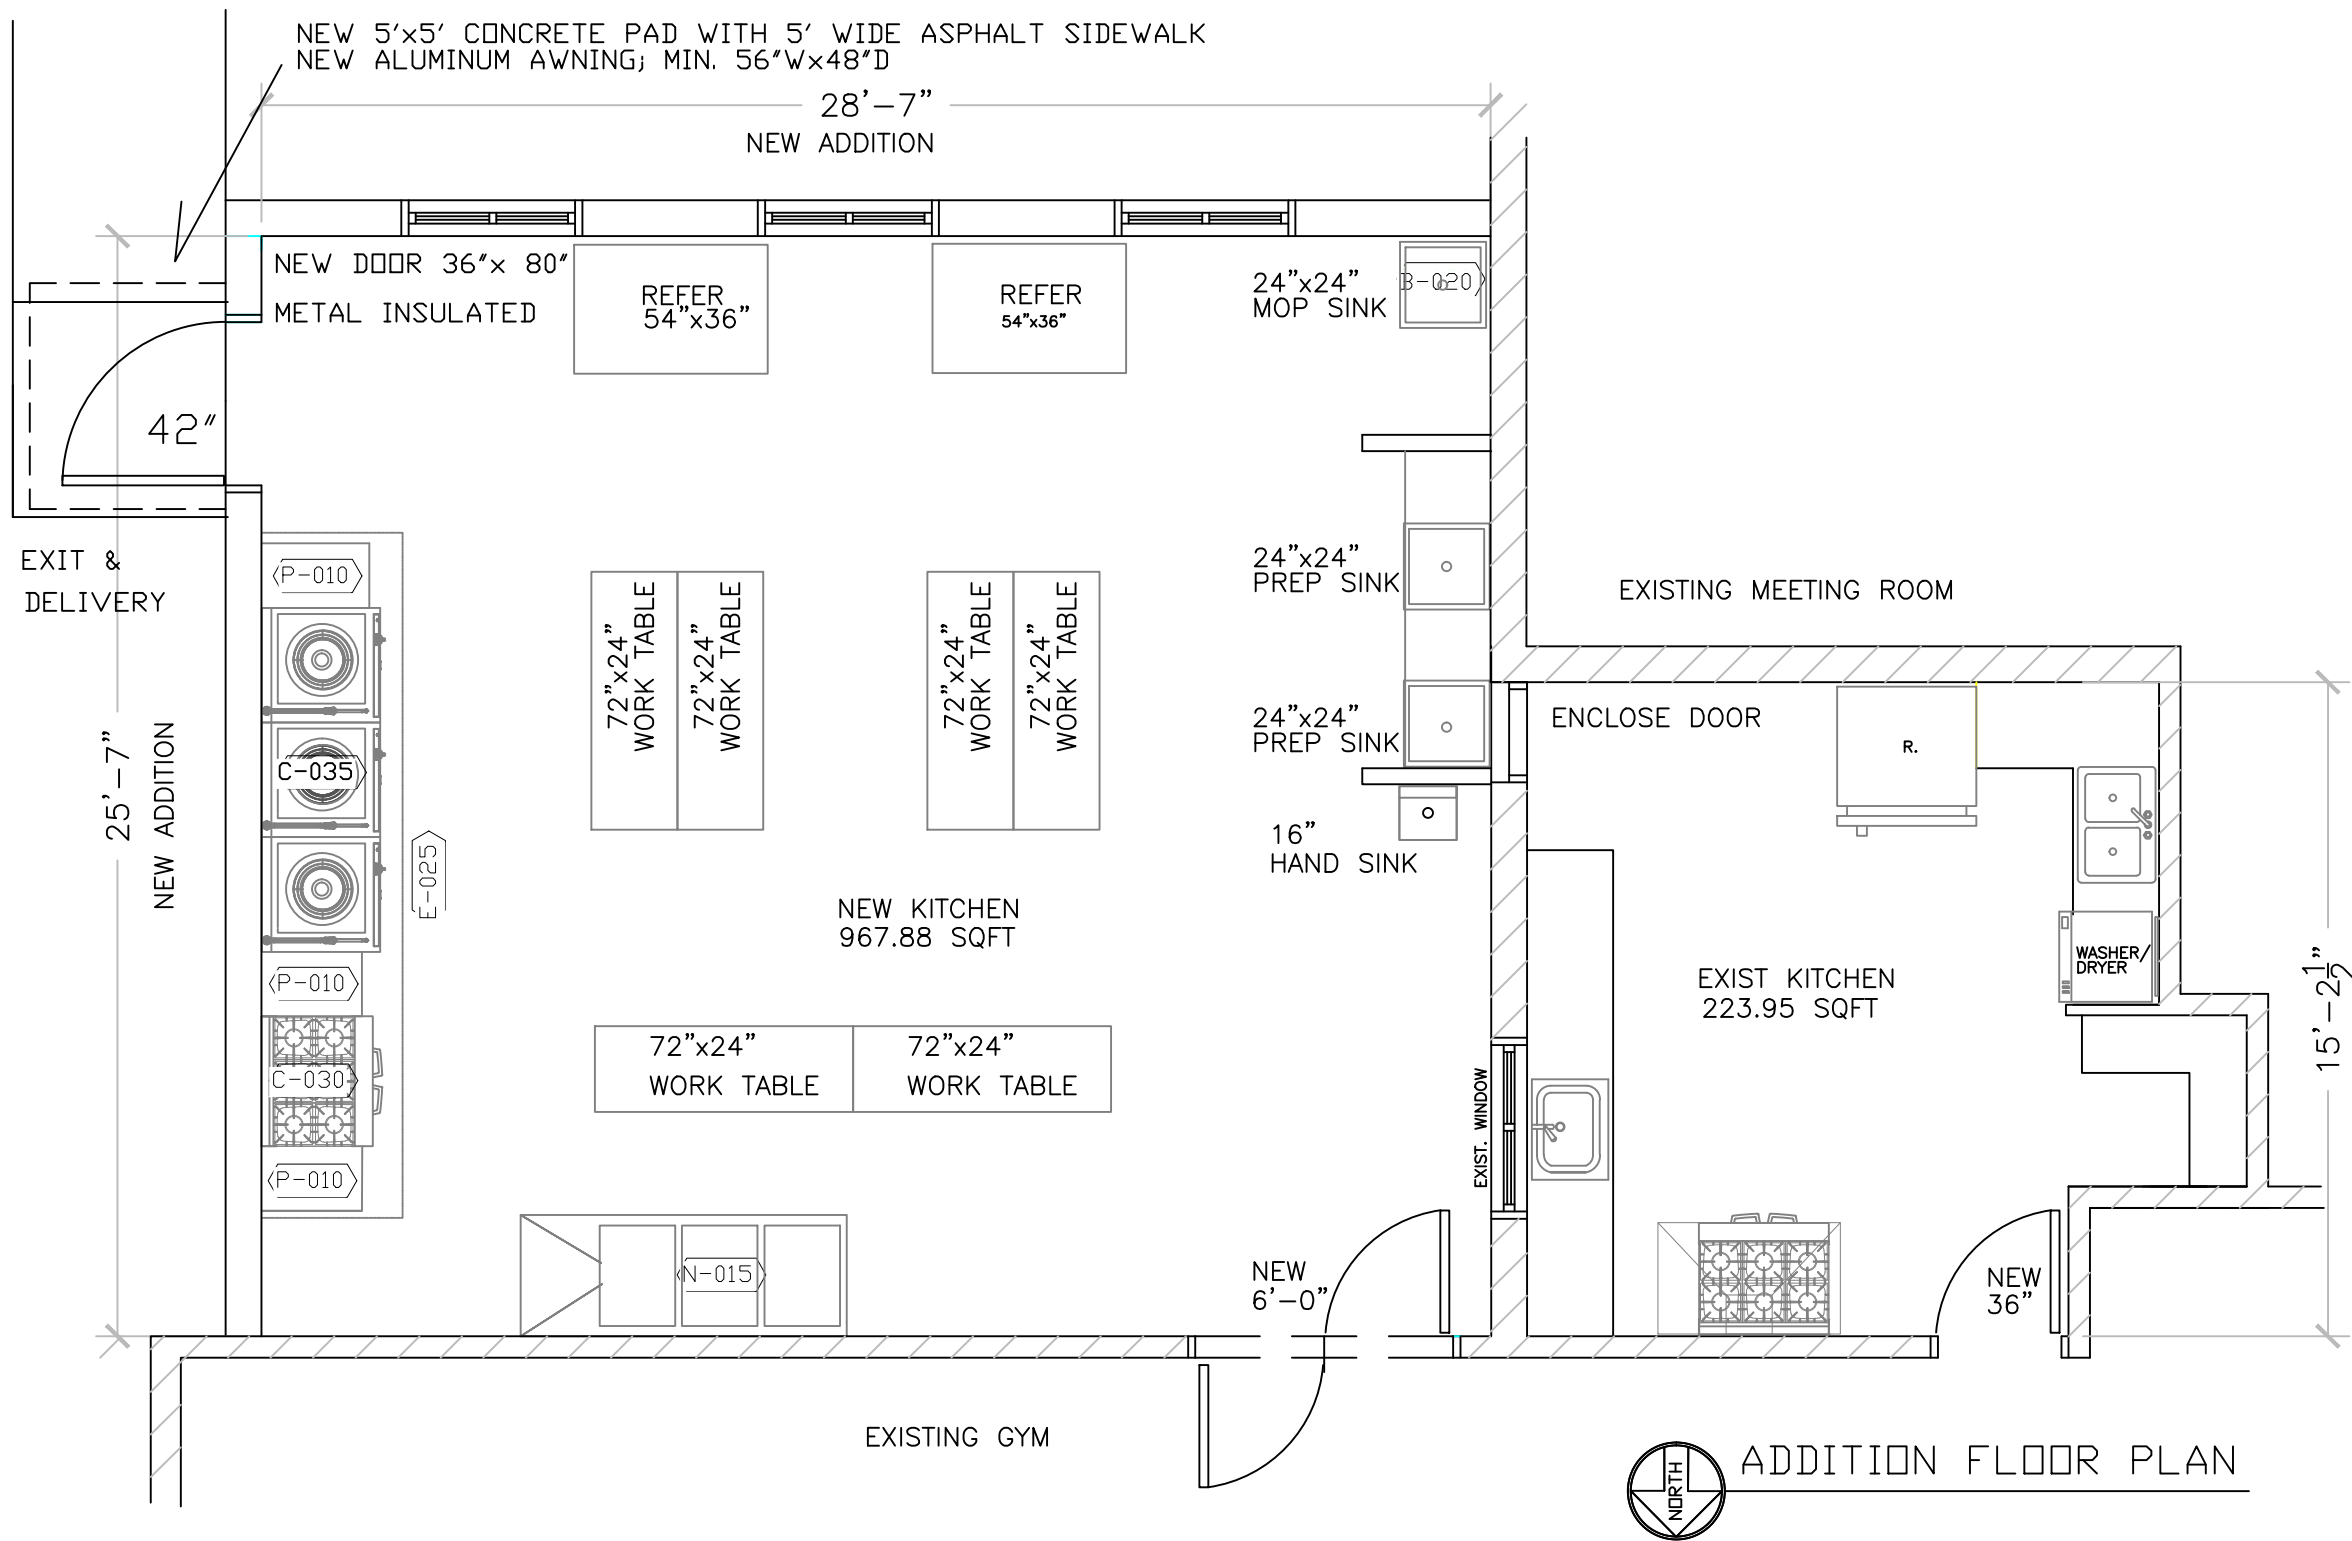 NEW 5'x5' CONCRETE PAD WITH 5' WIDE ASPHALT SIDEWALK
NEW ALUMINUM AWNING; MIN. 56"Wx48"D
28'-7"
NEW ADDITION
NEW DOOR 36"x 80"
METAL INSULATED
REFER
54"x36"
REFER
54"x36"
24"x24"
MOP SINK
B-020
42"
EXIT &
DELIVERY
P-010
24"x24"
PREP SINK
EXISTING MEETING ROOM
72"x24"
WORK TABLE
72"x24"
WORK TABLE
72"x24"
WORK TABLE
72"x24"
WORK TABLE
24"x24"
PREP SINK
ENCLOSE DOOR
R.
C-035
25'-7"
NEW ADDITION
E-025
16"
HAND SINK
NEW KITCHEN
967.88 SQFT
WASHER/
DRYER
EXIST KITCHEN
223.95 SQFT
15'-2 1/2"
P-010
72"x24"
WORK TABLE
72"x24"
WORK TABLE
C-030
EXIST. WINDOW
P-010
N-015
NEW
6'-0"
NEW
36"
EXISTING GYM
ADDITION FLOOR PLAN
NORTH